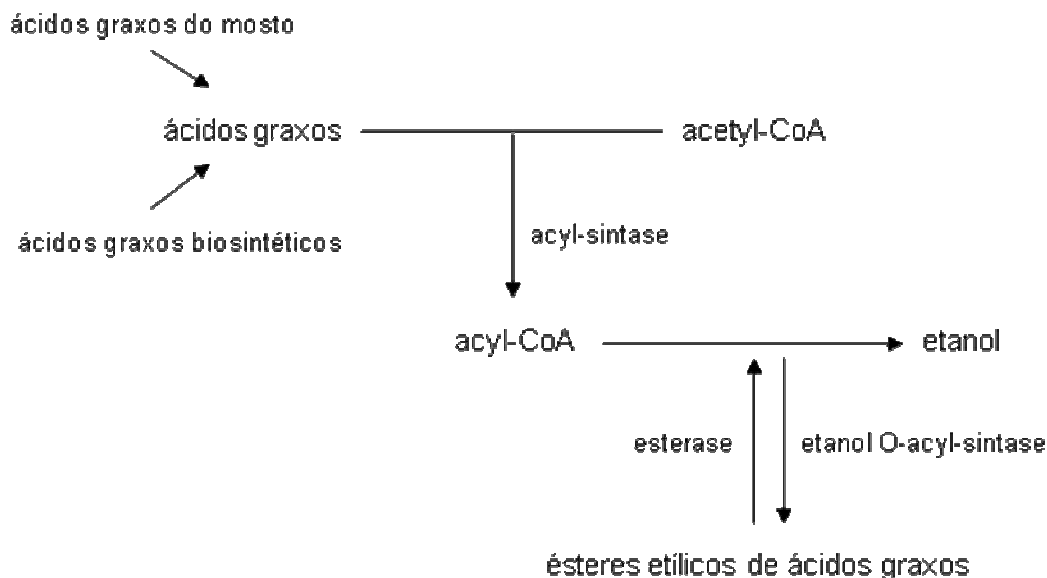 ácidos graxos do mosto
ácidos graxos
acetyl-CoA
ácidos graxos biosintéticos
acyl-sintase
acyl-CoA
etanol
esterase
etanol O-acyl-sintase
ésteres etílicos de ácidos graxos